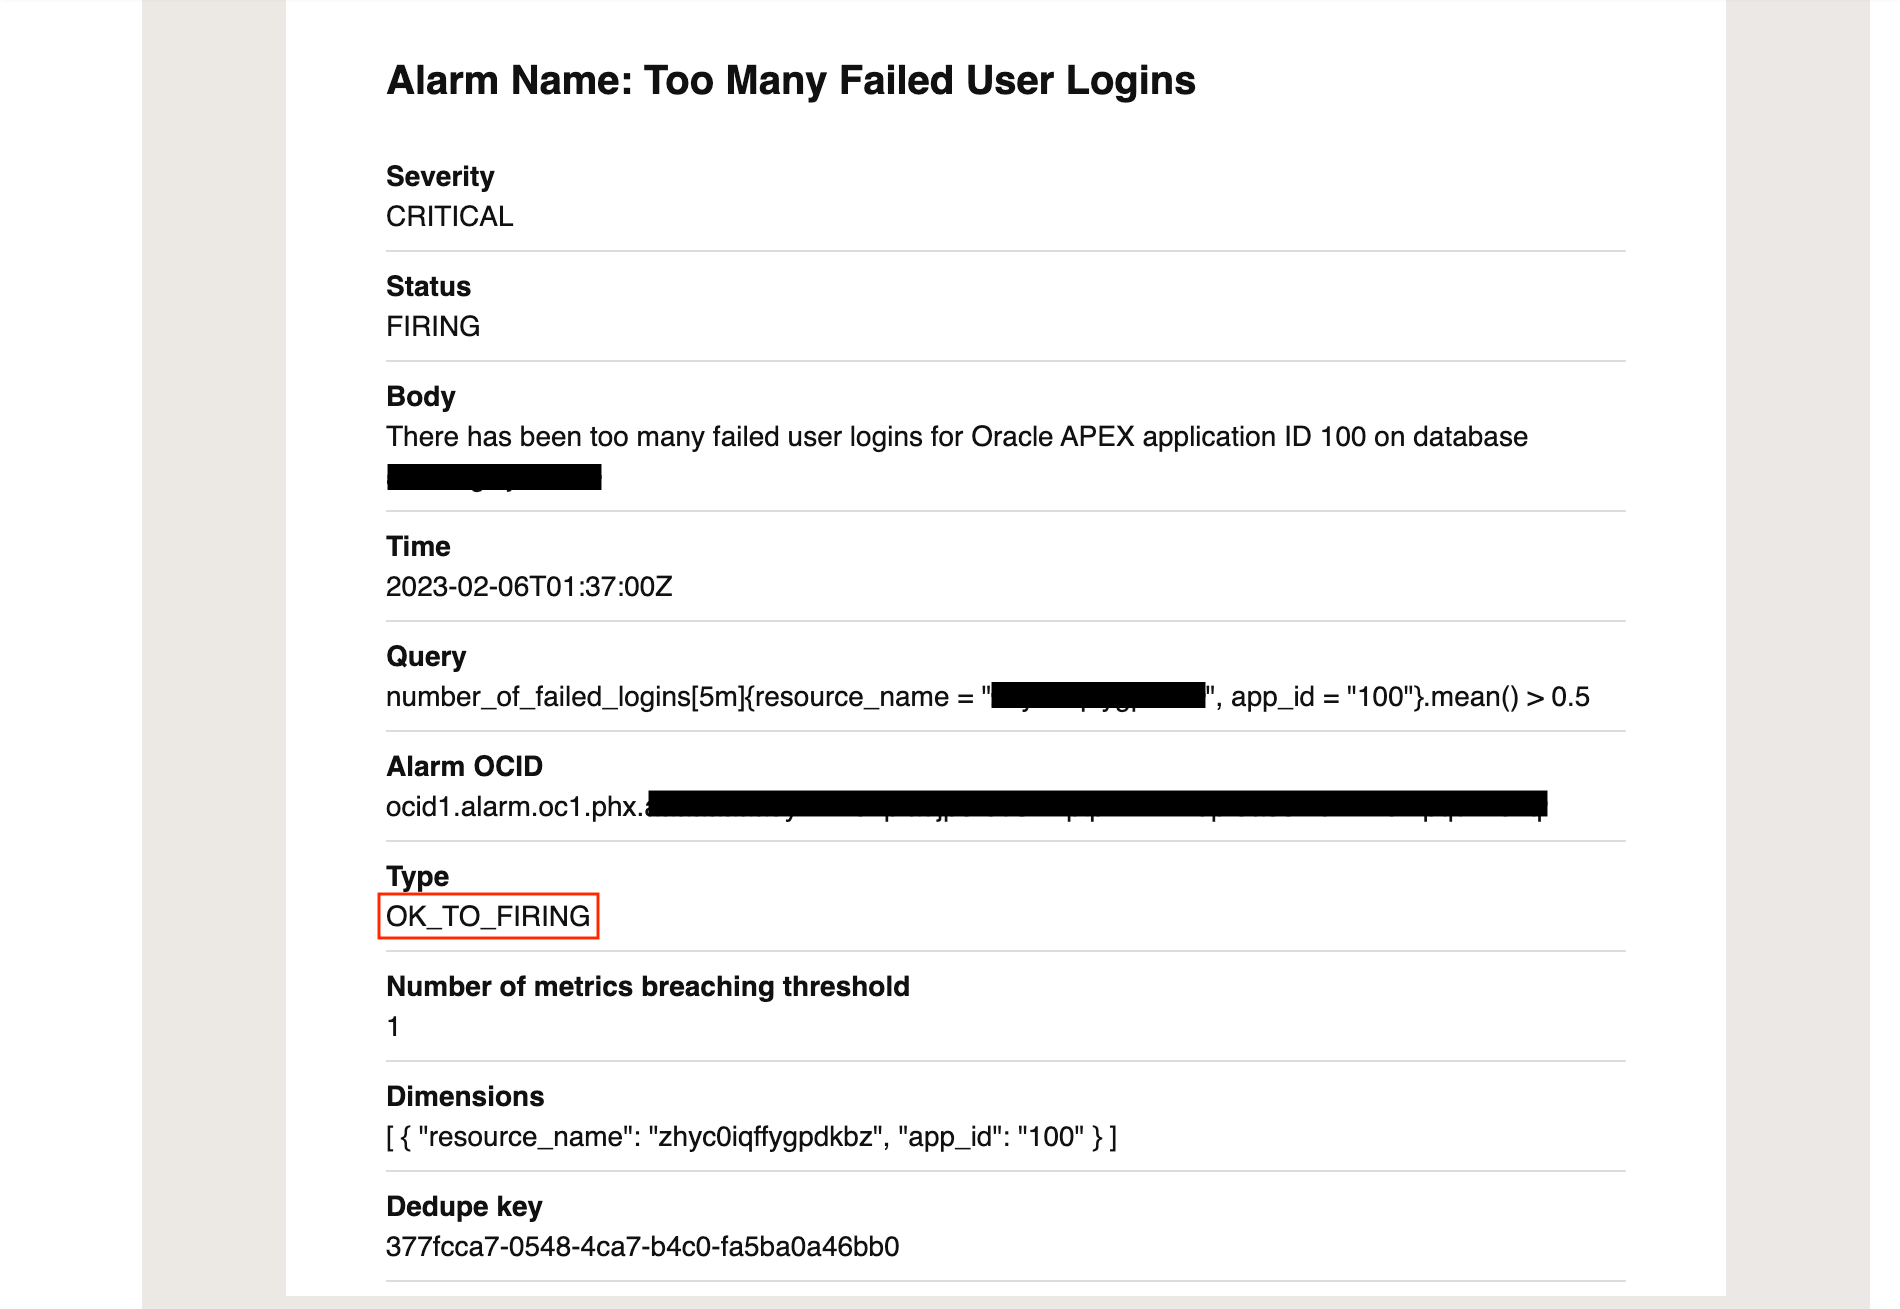 Alarm Name: Too Many Failed User Logins
Severity
CRITICAL
Status
FIRING
Body
There has been too many failed user logins for Oracle APEX application ID 100 on database
Time
2023-02-06T01:37:00Z
Query
number_of_failed_logins[5m]{resource_name = "", app_id = "100"}.mean() > 0.5
Alarm OCID
ocid1.alarm.oc1.phx.
Type
OK_TO_FIRING
Number of metrics breaching threshold
1
Dimensions
[ { "resource_name": "zhyc0iqffygpdkbz", "app_id": "100" } ]
Dedupe key
377fcca7-0548-4ca7-b4c0-fa5ba0a46bb0